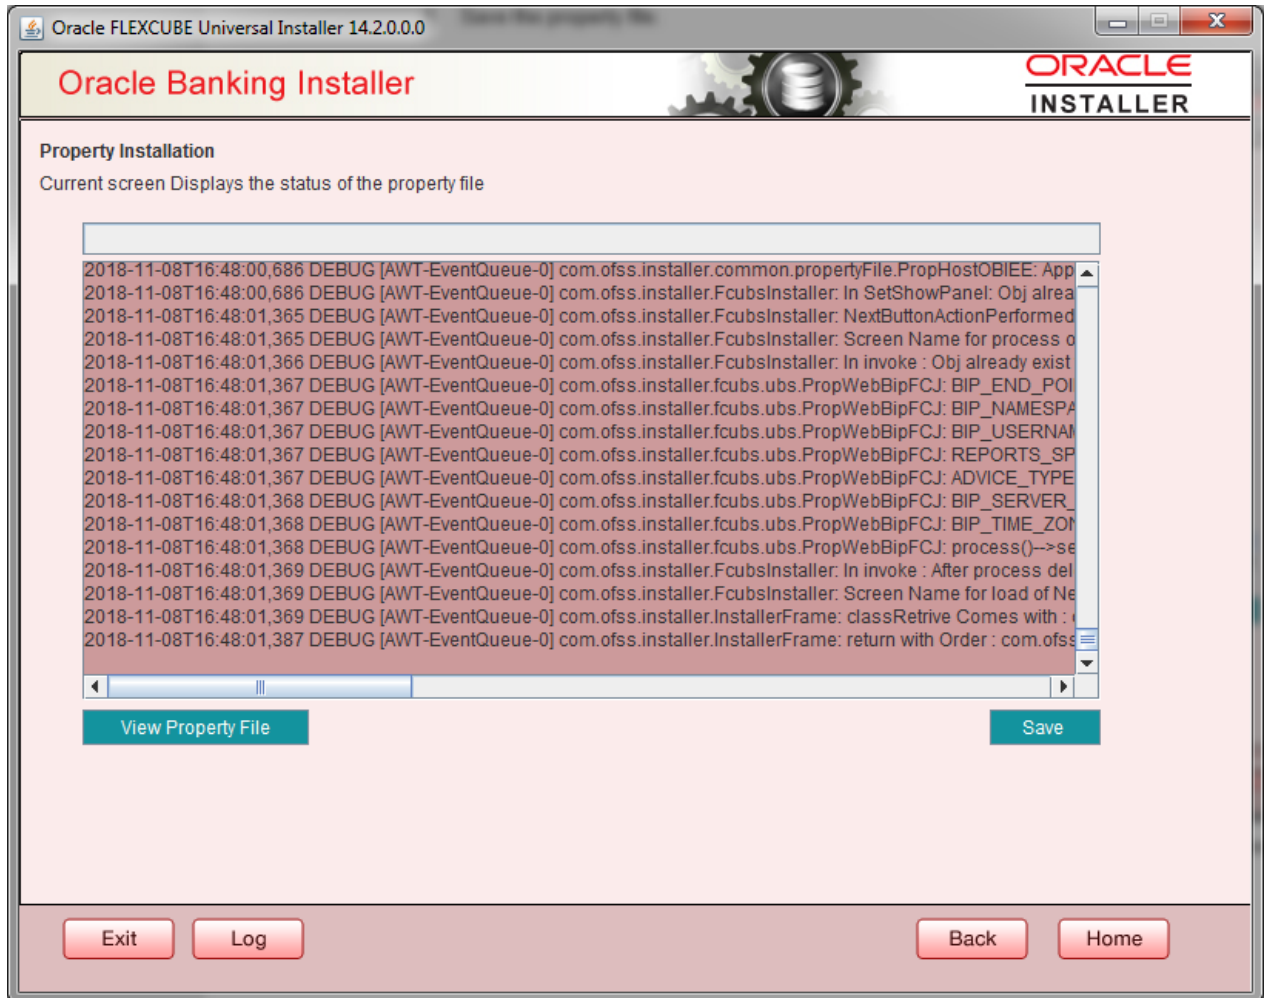 Save the property file
Oracle FLEXCUBE Universal Installer 14.2.0.0.0
Oracle Banking Installer
ORACLE
INSTALLER
Property Installation
Current screen Displays the status of the property file
2018-11-08T16:48:00,686 DEBUG [AWT-EventQueue-0] com.ofss.installer.common.propertyFile.PropHostOBIEE: App
2018-11-08T16:48:00,686 DEBUG [AWT-EventQueue-0] com.ofss.installer.FcubsInstaller: In SetShowPanel: Obj alrea
2018-11-08T16:48:01,365 DEBUG [AWT-EventQueue-0] com.ofss.installer.FcubsInstaller: NextButtonActionPerformed
2018-11-08T16:48:01,365 DEBUG [AWT-EventQueue-0] com.ofss.installer.FcubsInstaller: Screen Name for process o
2018-11-08T16:48:01,366 DEBUG [AWT-EventQueue-0] com.ofss.installer.FcubsInstaller: In invoke : Obj already exist
2018-11-08T16:48:01,367 DEBUG [AWT-EventQueue-0] com.ofss.installer.fcubs.ubs.PropWebBipFCJ: BIP_END_POI
2018-11-08T16:48:01,367 DEBUG [AWT-EventQueue-0] com.ofss.installer.fcubs.ubs.PropWebBipFCJ: BIP_NAMESPA
2018-11-08T16:48:01,367 DEBUG [AWT-EventQueue-0] com.ofss.installer.fcubs.ubs.PropWebBipFCJ: BIP_USERNAM
2018-11-08T16:48:01,367 DEBUG [AWT-EventQueue-0] com.ofss.installer.fcubs.ubs.PropWebBipFCJ: REPORTS_SP
2018-11-08T16:48:01,367 DEBUG [AWT-EventQueue-0] com.ofss.installer.fcubs.ubs.PropWebBipFCJ: ADVICE_TYPE
2018-11-08T16:48:01,368 DEBUG [AWT-EventQueue-0] com.ofss.installer.fcubs.ubs.PropWebBipFCJ: BIP_SERVER_
2018-11-08T16:48:01,368 DEBUG [AWT-EventQueue-0] com.ofss.installer.fcubs.ubs.PropWebBipFCJ: BIP_TIME_ZON
2018-11-08T16:48:01,368 DEBUG [AWT-EventQueue-0] com.ofss.installer.fcubs.ubs.PropWebBipFCJ: process()-->se
2018-11-08T16:48:01,369 DEBUG [AWT-EventQueue-0] com.ofss.installer.FcubsInstaller: In invoke : After process del
2018-11-08T16:48:01,369 DEBUG [AWT-EventQueue-0] com.ofss.installer.FcubsInstaller: Screen Name for load of Ne
2018-11-08T16:48:01,369 DEBUG [AWT-EventQueue-0] com.ofss.installer.InstallerFrame: classRetrive Comes with :
2018-11-08T16:48:01,387 DEBUG [AWT-EventQueue-0] com.ofss.installer.InstallerFrame: return with Order : com.ofss
View Property File
Save
Exit
Log
Back
Home